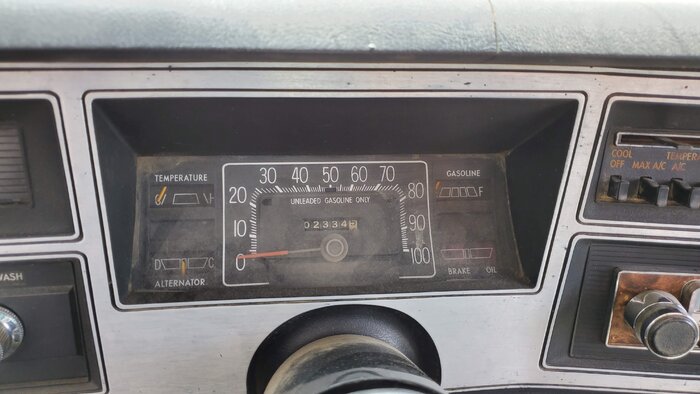 TEMPERATURE
H
D C
ALTERNATOR
30 40 50 60 70
20 80
10 90
0 100
UNLEADED GASOLINE ONLY
GASOLINE
F
BRAKE OIL
WASH
COOL TEMPER
OFF MAX A/C A/C